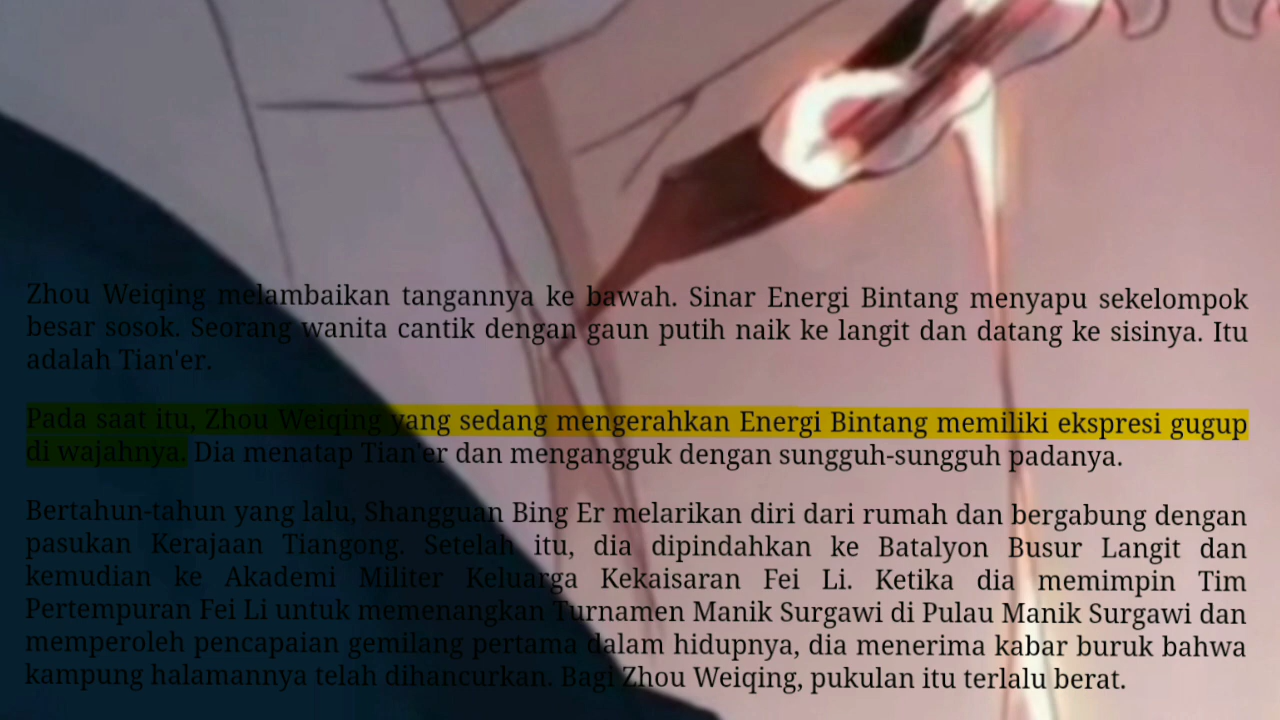 Zhou Weiqing melambaikan tangannya ke bawah. Sinar Energi Bintang menyapu sekelompok
besar sosok. Seorang wanita cantik dengan gaun putih naik ke langit dan datang ke sisinya. Itu
adalah Tian'er.
Pada saat itu, Zhou Weiqing yang sedang mengerahkan Energi Bintang memiliki ekspresi gugup
di wajahnya. Dia menatap Tian'er dan mengangguk dengan sungguh-sungguh padanya.
Bertahun-tahun yang lalu, Shangguan Bing Er melarikan diri dari rumah dan bergabung dengan
pasukan Kerajaan Tiangong. Setelah itu, dia dipindahkan ke Batalyon Busur Langit dan
kemudian ke Akademi Militer Keluarga Kekaisaran Fei Li. Ketika dia memimpin Tim
Pertempuran Fei Li untuk memenangkan Turnamen Manik Surgawi di Pulau Manik Surgawi dan
memperoleh pencapaian gemilang pertama dalam hidupnya, dia menerima kabar buruk bahwa
kampung halamannya telah dihancurkan. Bagi Zhou Weiqing, pukulan itu terlalu berat.